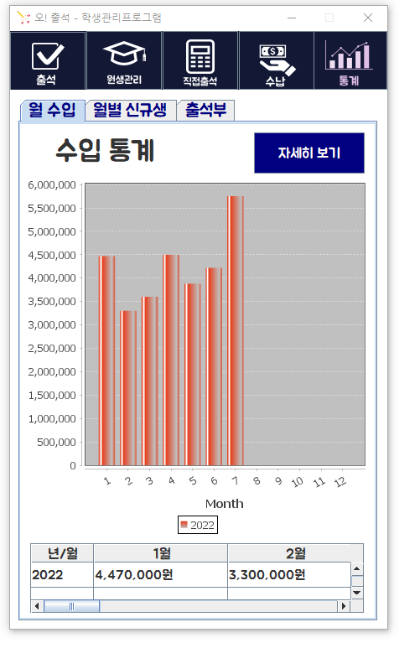 오! 출석 - 학생관리프로그램
출석 원생관리 직접출석 수납 통계
월 수입 월별 신규생 출석부
수입 통계
자세히 보기
6,000,000
5,500,000
5,000,000
4,500,000
4,000,000
3,500,000
3,000,000
2,500,000
2,000,000
1,500,000
1,000,000
500,000
0
1 2 3 4 5 6 7 8 9 10 11 12
Month
2022
년/월 1월 2월
2022 4,470,000원 3,300,000원